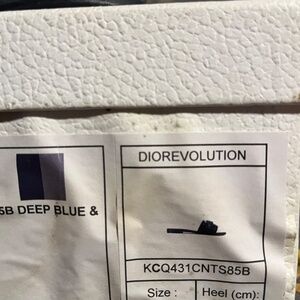 DIOREVOLUTION
5B DEEP BLUE &
KCQ431CNTS85B
Size : Heel (cm):